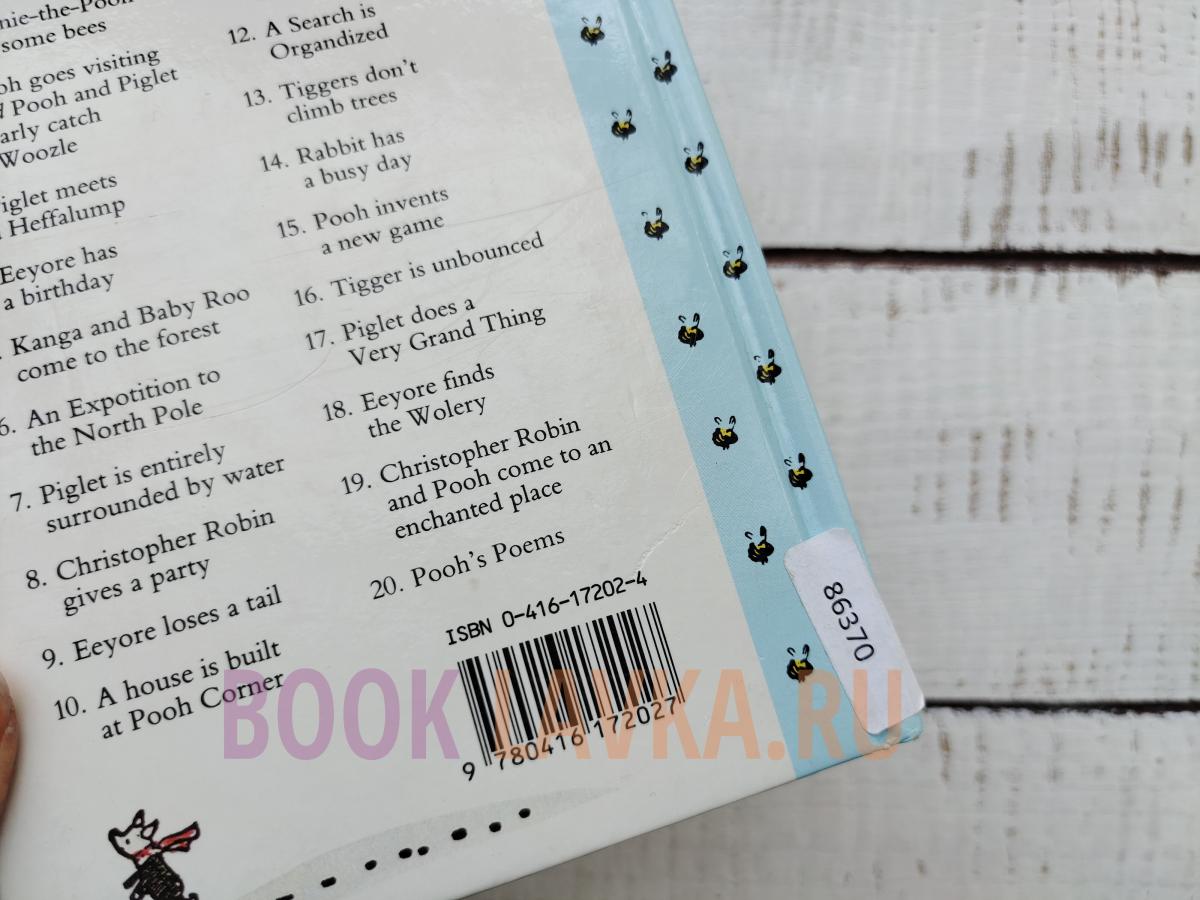 some bees
goes visiting
Pooh and Piglet
catch
Woozle
meets
Heffalump
Eeyore has
a birthday
Kanga and Baby Roo
come to the forest
An Expotition to
the North Pole
7. Piglet is entirely
surrounded by water
8. Christopher Robin
gives a party
9. Eeyore loses a tail
10. A house is built
at Pooh Corner
12. A Search is
Organdized
13. Tiggers don't
climb trees
14. Rabbit has
a busy day
15. Pooh invents
a new game
16. Tigger is unbounced
17. Piglet does a
Very Grand Thing
18. Eeyore finds
the Wolery
19. Christopher Robin
and Pooh come to an
enchanted place
20. Pooh's Poems
ISBN 0-416-17202-4
9 780416 172027
86370
BOOKLAVKA.RU